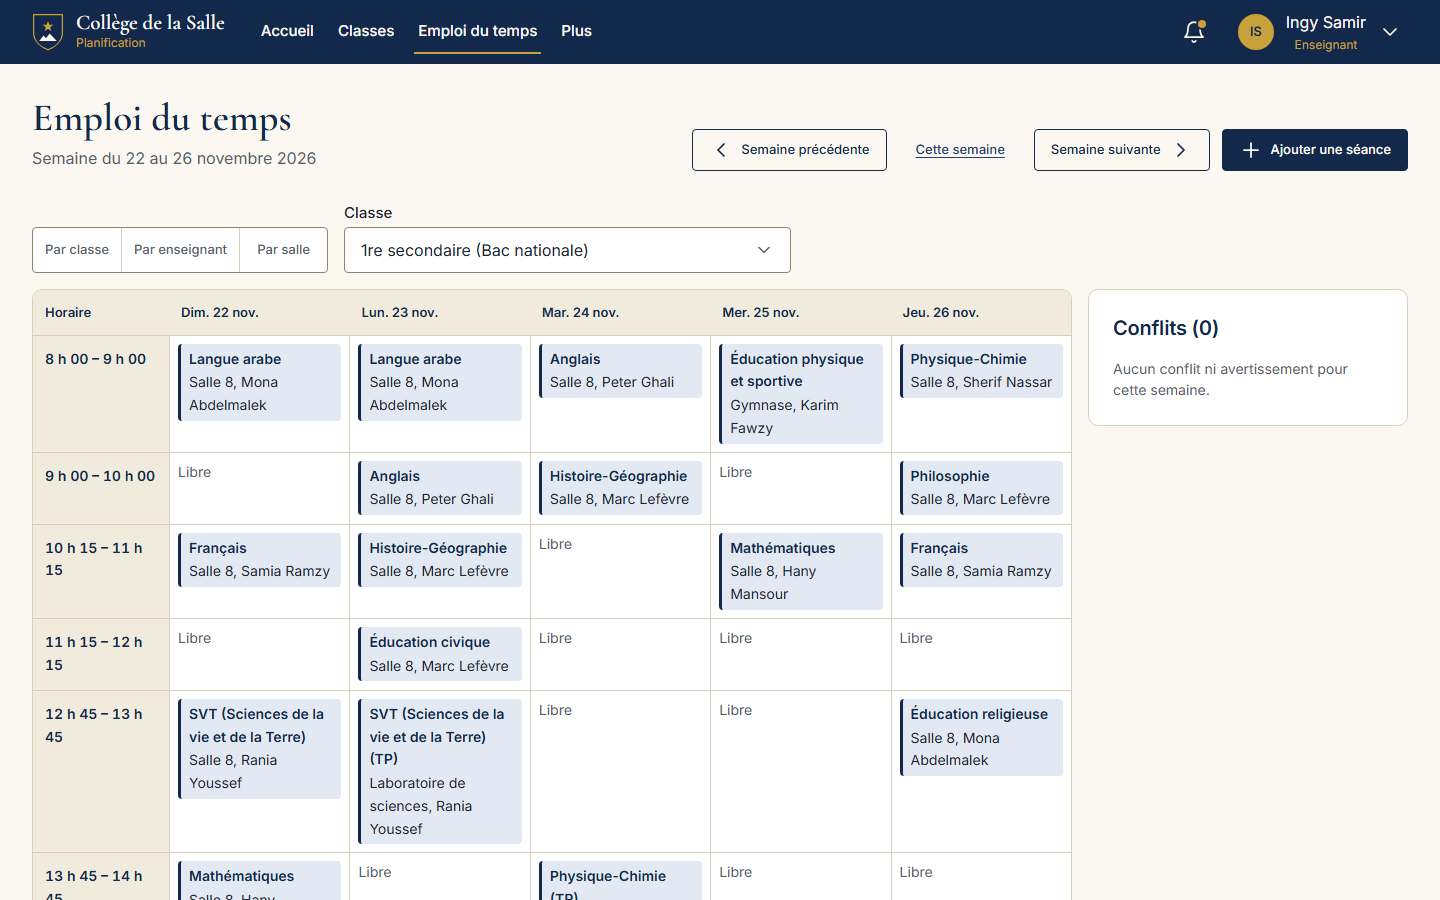 Collège de la Salle
Planification
Accueil
Classes
Emploi du temps
Plus
IS
Ingy Samir
Enseignant
Emploi du temps
Semaine du 22 au 26 novembre 2026
Semaine précédente
Cette semaine
Semaine suivante
Ajouter une séance
Classe
Par classe
Par enseignant
Par salle
1re secondaire (Bac nationale)
Horaire
Dim. 22 nov.
Lun. 23 nov.
Mar. 24 nov.
Mer. 25 nov.
Jeu. 26 nov.
8 h 00 – 9 h 00
Langue arabe
Salle 8, Mona
Abdelmalek
Langue arabe
Salle 8, Mona
Abdelmalek
Anglais
Salle 8, Peter Ghali
Éducation physique
et sportive
Gymnase, Karim
Fawzy
Physique-Chimie
Salle 8, Sherif Nassar
9 h 00 – 10 h 00
Libre
Anglais
Salle 8, Peter Ghali
Histoire-Géographie
Salle 8, Marc Lefèvre
Libre
Philosophie
Salle 8, Marc Lefèvre
10 h 15 – 11 h
15
Français
Salle 8, Samia Ramzy
Histoire-Géographie
Salle 8, Marc Lefèvre
Libre
Mathématiques
Salle 8, Hany
Mansour
Français
Salle 8, Samia Ramzy
11 h 15 – 12 h
15
Libre
Éducation civique
Salle 8, Marc Lefèvre
Libre
Libre
Libre
12 h 45 – 13 h
45
SVT (Sciences de la
vie et de la Terre)
Salle 8, Rania
Youssef
SVT (Sciences de la
vie et de la Terre)
(TP)
Laboratoire de
sciences, Rania
Youssef
Libre
Libre
Éducation religieuse
Salle 8, Mona
Abdelmalek
13 h 45 – 14 h
45
Mathématiques
Salle 8, Hany
Libre
Physique-Chimie
(TP)
Libre
Libre
Conflits (0)
Aucun conflit ni avertissement pour
cette semaine.